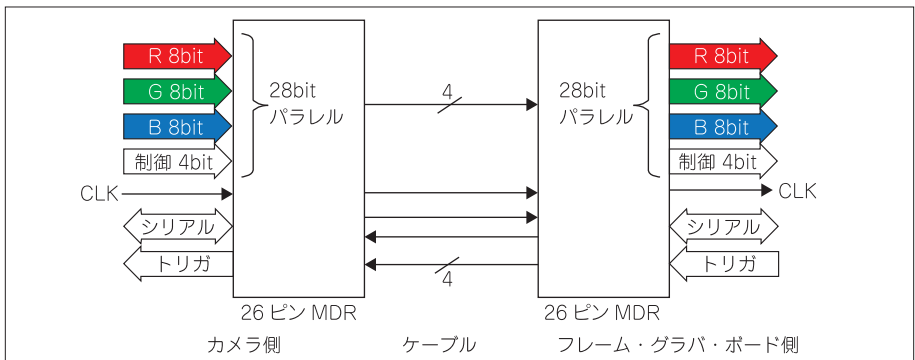 R 8bit
G 8bit
B 8bit
制御 4bit
CLK
シリアル
トリガ
28bit
パラレル
4
4
28bit
パラレル
R 8bit
G 8bit
B 8bit
制御 4bit
CLK
シリアル
トリガ
26 ピン MDR
26 ピン MDR
カメラ側
ケーブル
フレーム・グラバ・ボード側